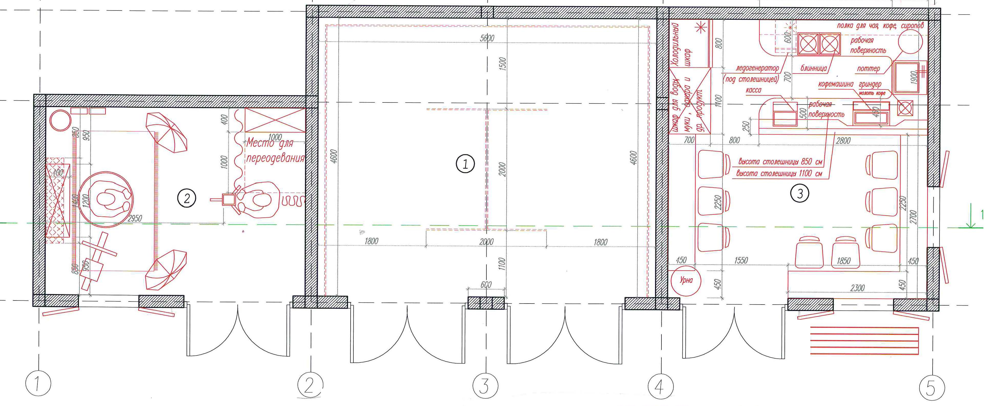 Холодильный
шкаф
600
полка для чая, кофе, сиропов
рабочая
поверхность
800
5600
1500
ледогенератор
(под столешницей)
блинница
поттер
700
1900
касса
кофемашина
гриндер
молоть кофе
шкаф для воды,
муки, сахара и
др. продукт.
1100
рабочая
поверхность
500
450
250
400
1000
Место для
переодевания
1000
950
950
700
800
2800
4600
4600
1
2000
высота столешницы 850 см
высота столешницы 1100 см
400
1400
1200
2
3
2250
2250
2700
2950
1
1800
2000
1800
850
950
1100
450
1550
1850
450
600
Урна
450
2300
450
1
2
3
4
5